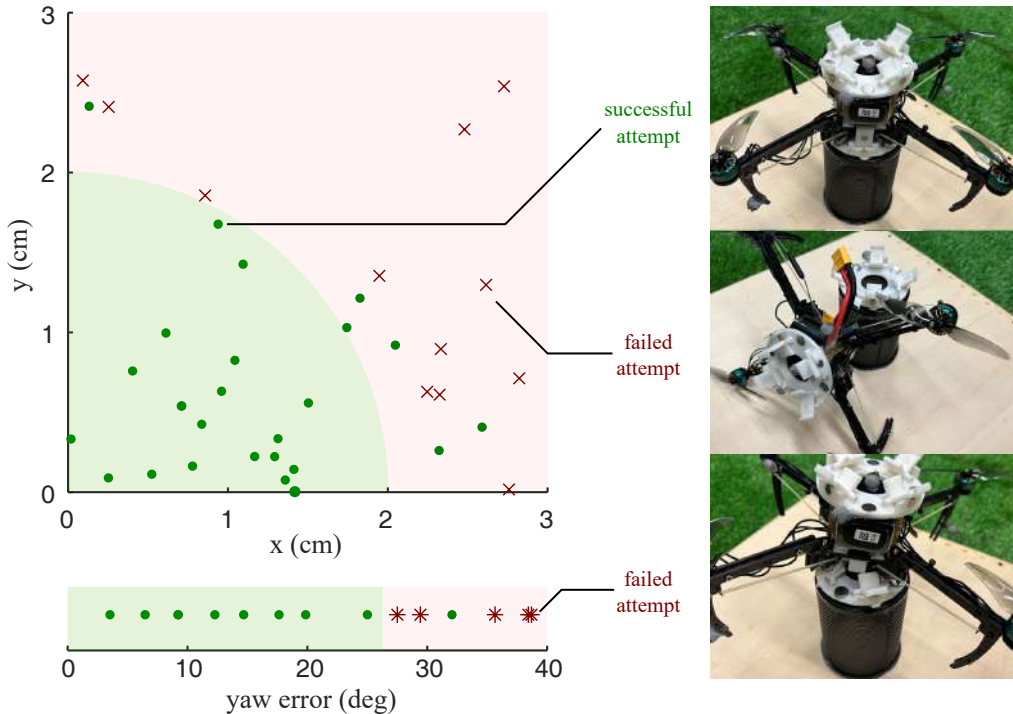 3
2
1
0
y (cm)
0
1
2
3
x (cm)
successful
attempt
failed
attempt
failed
attempt
0
10
20
30
40
yaw error (deg)